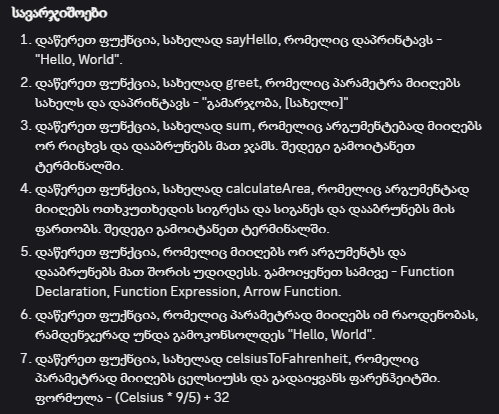 სავარჯიშოები
1. დაწერეთ ფუქნცია, სახელად sayHello, რომელიც დაპრინტავს -
"Hello, World".
2. დაწერეთ ფუქნცია, სახელად greet, რომელიც პარამეტრა მიიღებს
სახელს და დაპრინტავს - "გამარჯობა, [სახელი]"
3. დაწერეთ ფუნქცია, სახელად sum, რომელიც არგუმენტებად მიიღებს
ორ რიცხვს და დააბრუნებს მათ ჯამს. შედეგი გამოიტანეთ
ტერმინალში.
4. დაწერეთ ფუნქცია, სახელად calculateArea, რომელიც არგუმენტად
მიიღებს ოთხკუთხედის სიგრესა და სიგანეს და დააბრუნებს მის
ფართობს. შედეგი გამოიტანეთ ტერმინალში.
5. დაწერეთ ფუნქცია, რომელიც მიიღებს ორ არგუმენტს და
დააბრუნებს მათ შორის უდიდესს. გამოიყენეთ სამივე - Function
Declaration, Function Expression, Arrow Function.
6. დაწერეთ ფუნქცია, რომელიც პარამეტრად მიიღებს იმ რაოდენობას,
რამდენჯერად უნდა გამოკონსოლდეს "Hello, World".
7. დაწერეთ ფუქნცია, სახელად celsiusToFahrenheit, რომელიც
პარამეტრად მიიღებს ცელსიუსს და გადაიყვანს ფარენჰეიტში.
ფორმულა - (Celsius * 9/5) + 32